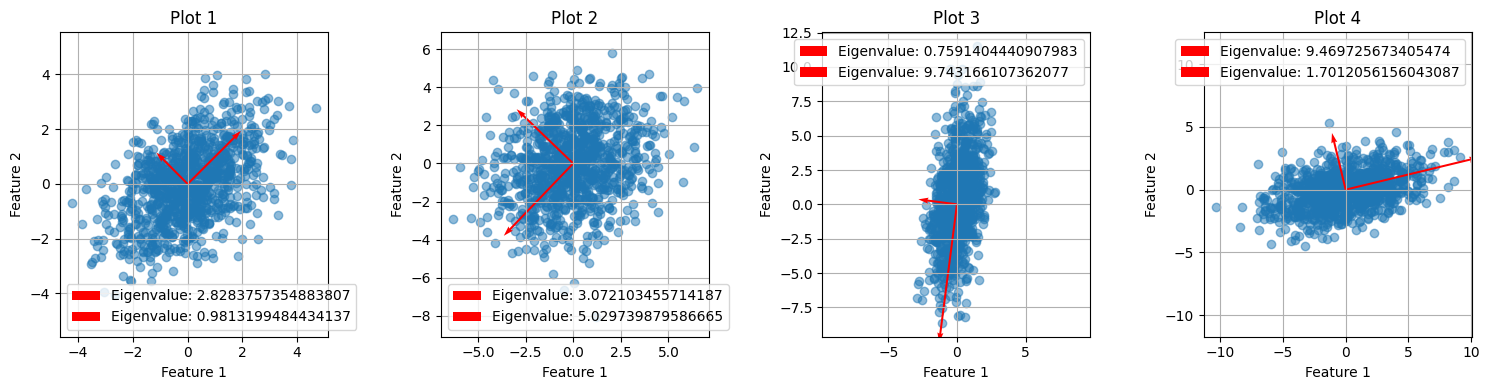 Plot 1
4
2
0
−2
−4
Feature 2
−4
−2
0
2
4
Feature 1
Eigenvalue: 2.8283757354883807
Eigenvalue: 0.9813199484434137
Plot 2
6
4
2
0
−2
−4
−6
−8
Feature 2
−5.0
−2.5
0.0
2.5
5.0
Feature 1
Eigenvalue: 3.072103455714187
Eigenvalue: 5.029739879586665
Plot 3
12.5
10.0
7.5
5.0
2.5
0.0
−2.5
−5.0
−7.5
Feature 2
−5
0
5
Feature 1
Eigenvalue: 0.7591404440907983
Eigenvalue: 9.743166107362077
Plot 4
10
5
0
−5
−10
Feature 2
−10
−5
0
5
10
Feature 1
Eigenvalue: 9.469725673405474
Eigenvalue: 1.7012056156043087